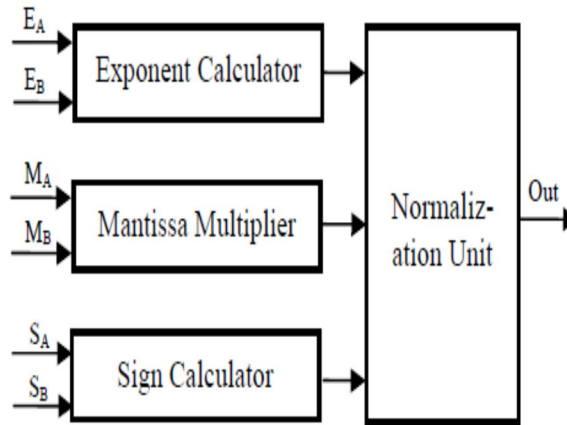 E_A
E_B
Exponent Calculator
M_A
M_B
Mantissa Multiplier
S_A
S_B
Sign Calculator
Normaliz-
ation Unit
Out